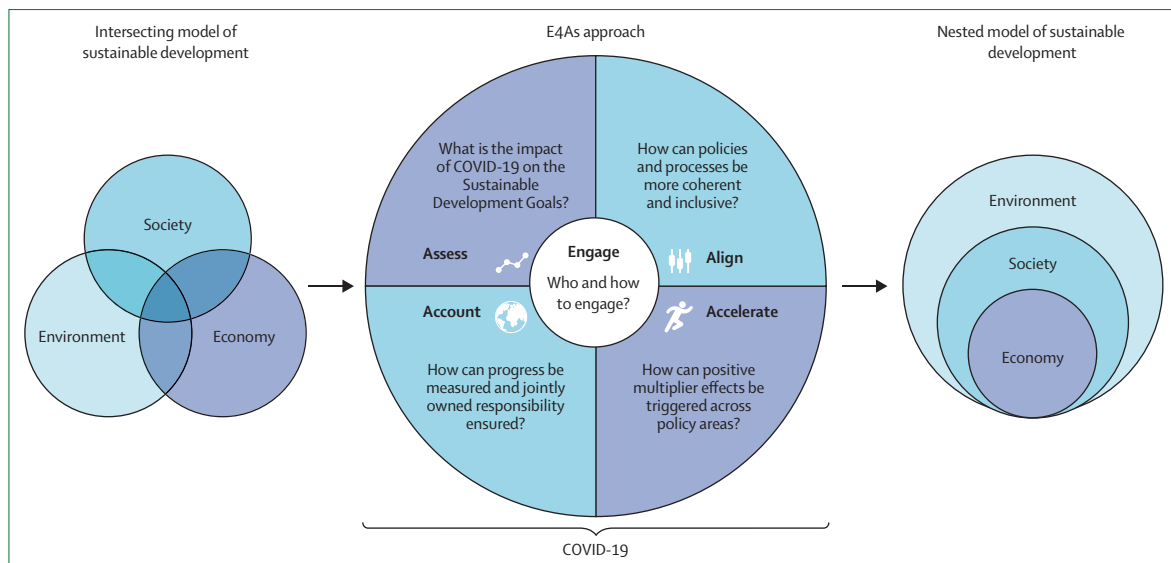 Intersecting model of
sustainable development
Society
Environment
Economy
E4As approach
What is the impact
of COVID-19 on the
Sustainable
Development Goals?
Assess
How can policies
and processes be
more coherent
and inclusive?
Align
Engage
Who and how
to engage?
Account
How can progress be
measured and jointly
owned responsibility
ensured?
Accelerate
How can positive
multiplier effects be
triggered across
policy areas?
COVID-19
Nested model of sustainable
development
Environment
Society
Economy